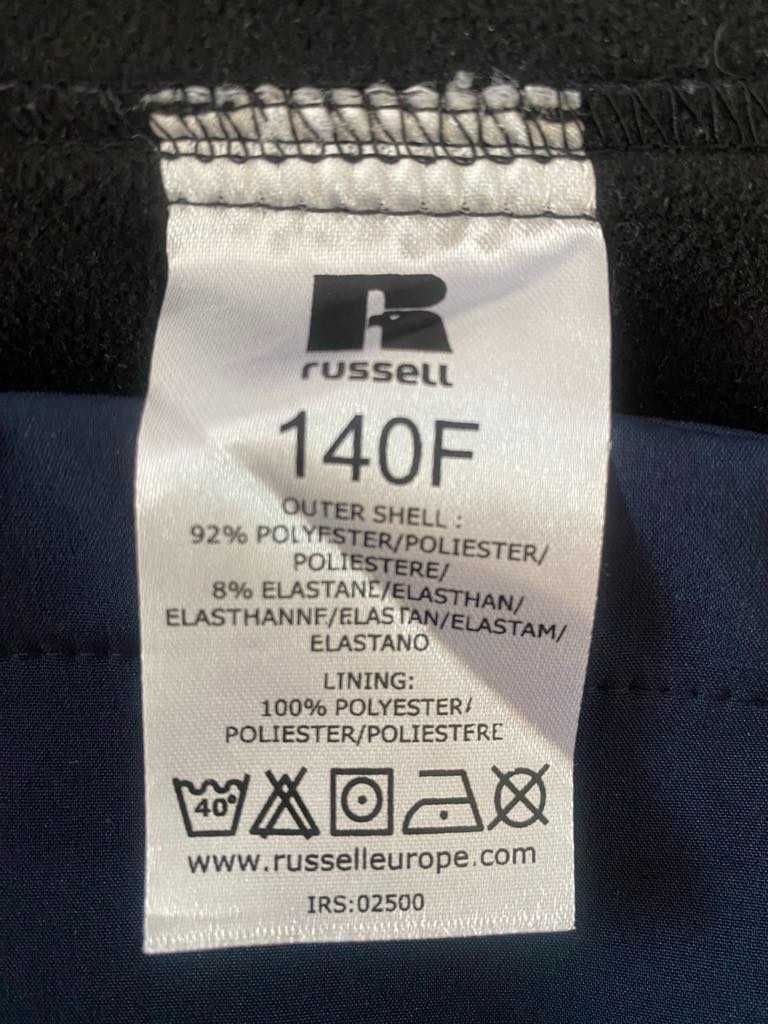 russell
140F
OUTER SHELL :
92% POLYESTER/POLIESTER/
POLIESTERE/
8% ELASTANE/ELASTHAN/
ELASTHANNE/ELASTAN/ELASTAM/
ELASTANO
LINING:
100% POLYESTER/
POLIESTER/POLIESTERE
40°
www.russelleurope.com
IRS:02500